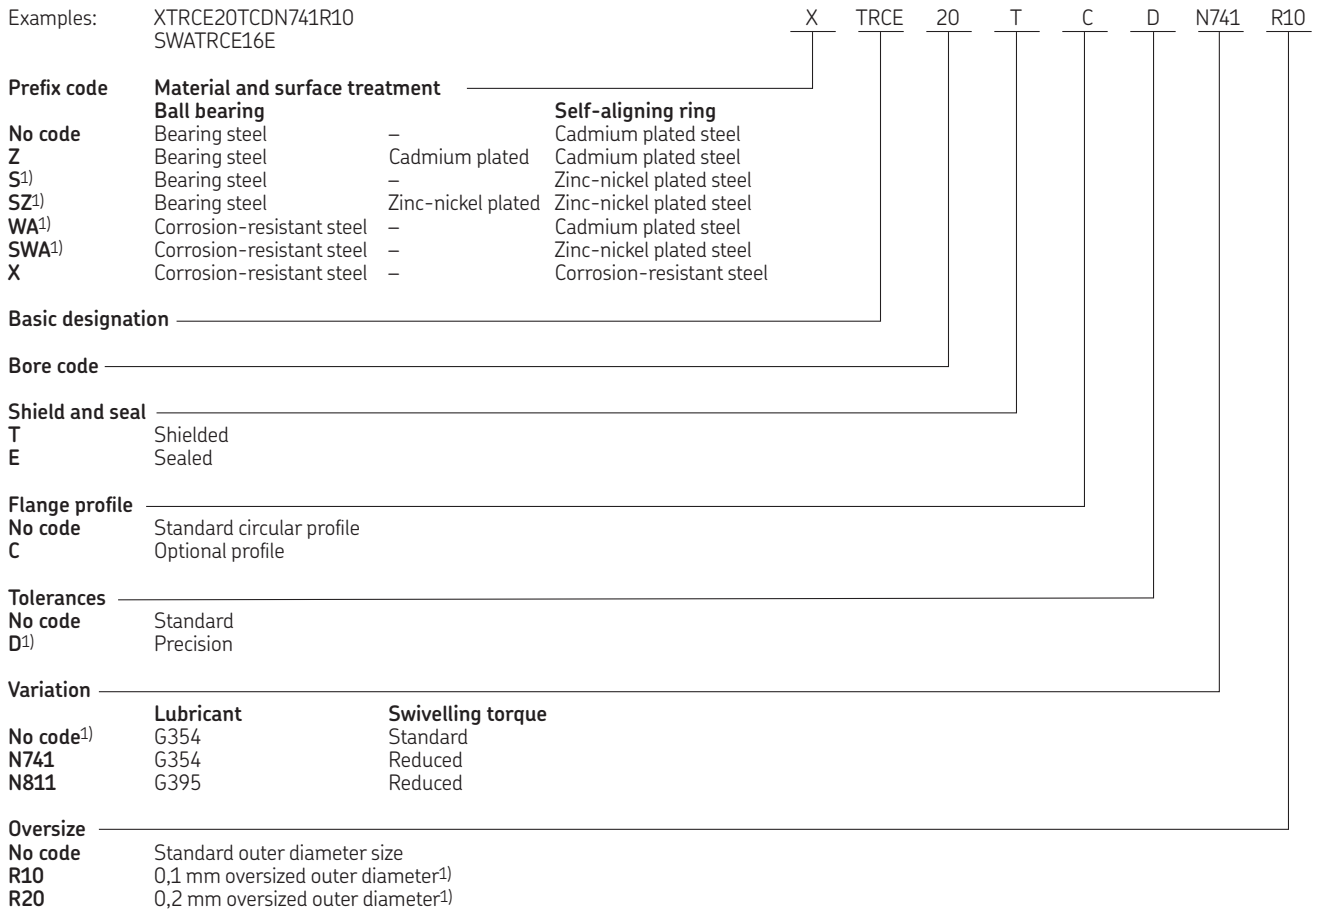 Examples: XTRCE20TCDN741R10 X TRCE 20 T C D N741 R10
SWATRCE16E
Prefix code Material and surface treatment
Ball bearing Self-aligning ring
No code Bearing steel – Cadmium plated steel
Z Bearing steel Cadmium plated Cadmium plated steel
S1) Bearing steel – Zinc-nickel plated steel
SZ1) Bearing steel Zinc-nickel plated Zinc-nickel plated steel
WA1) Corrosion-resistant steel – Cadmium plated steel
SWA1) Corrosion-resistant steel – Zinc-nickel plated steel
X Corrosion-resistant steel – Corrosion-resistant steel
Basic designation
Bore code
Shield and seal
T Shielded
E Sealed
Flange profile
No code Standard circular profile
C Optional profile
Tolerances
No code Standard
D1) Precision
Variation
Lubricant Swivelling torque
No code1) G354 Standard
N741 G354 Reduced
N811 G395 Reduced
Oversize
No code Standard outer diameter size
R10 0,1 mm oversized outer diameter1)
R20 0,2 mm oversized outer diameter1)